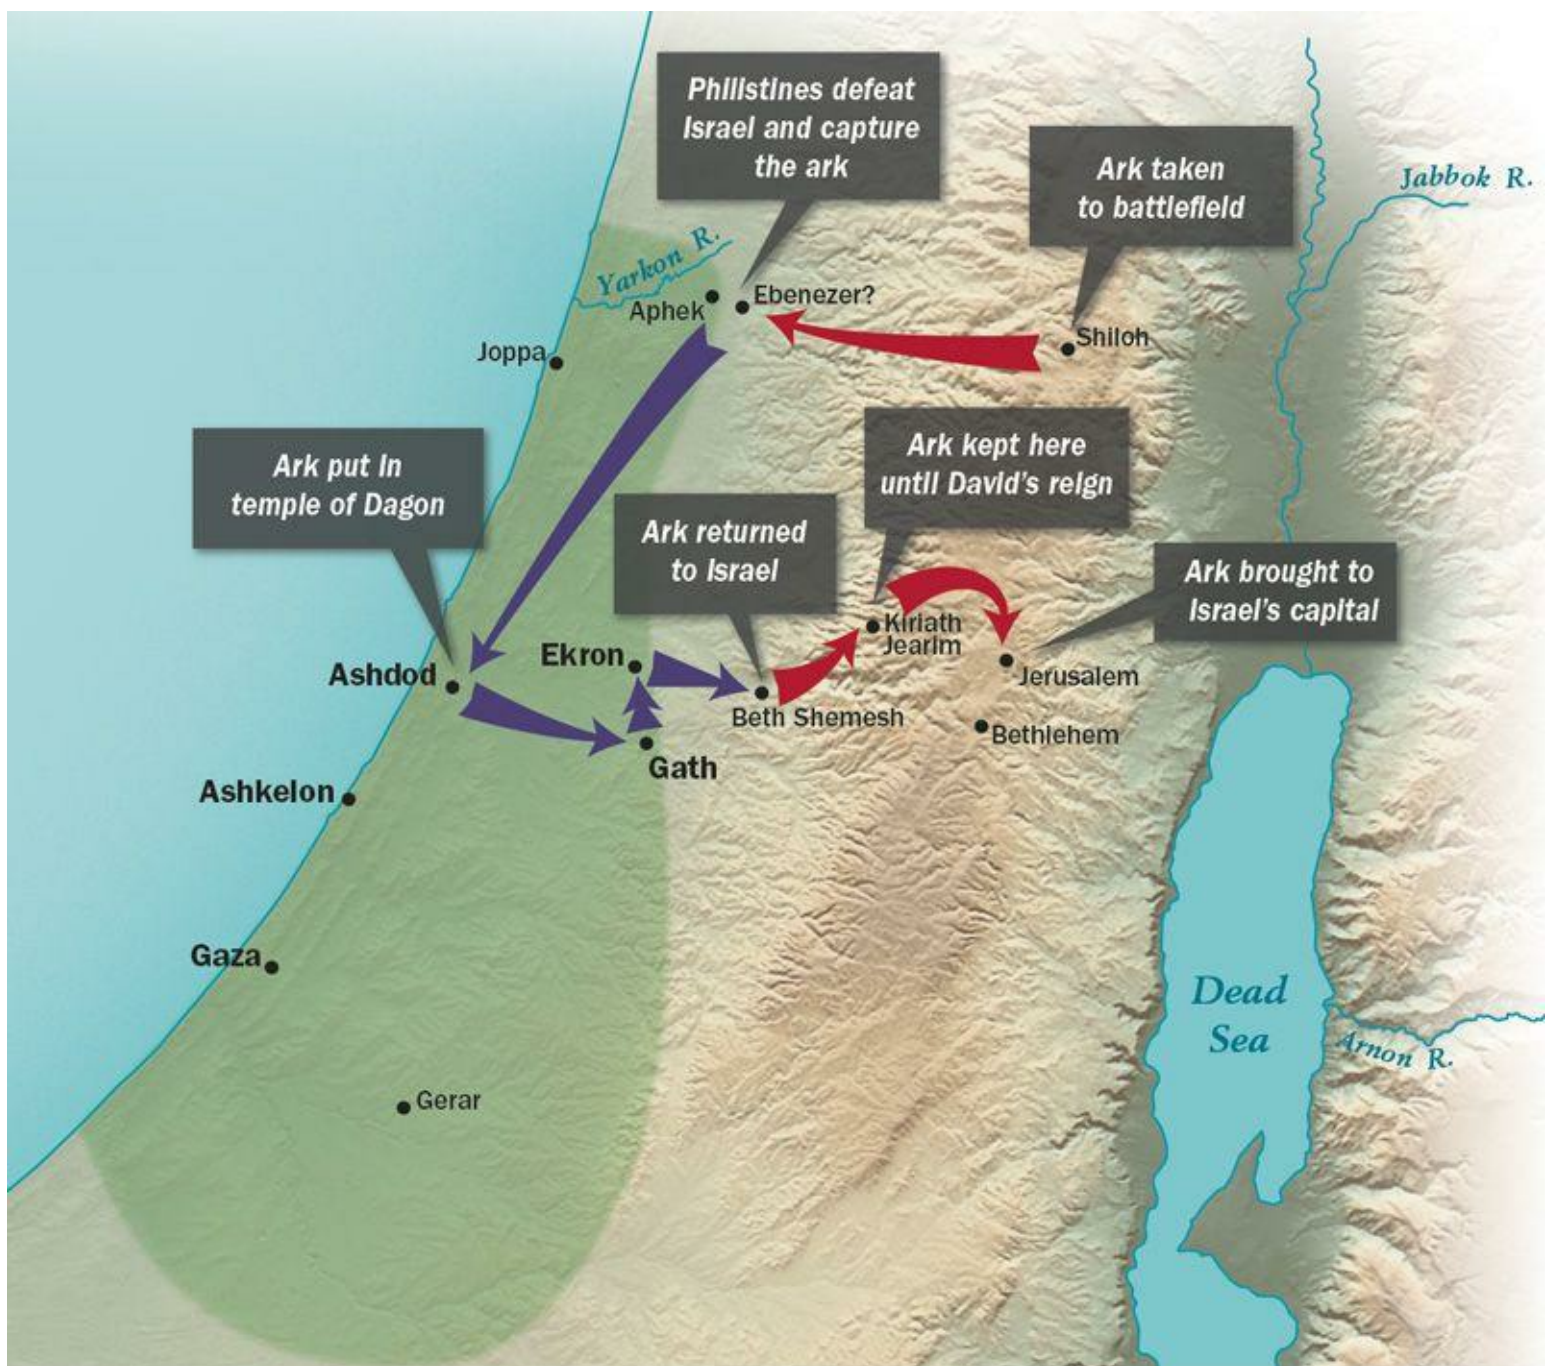 Philistines defeat
Israel and capture
the ark
Ark taken
to battlefield
Jabbok R.
Yarkon R.
Aphek
Ebenezer?
Shiloh
Joppa
Ark put in
temple of Dagon
Ark kept here
until David's reign
Ark returned
to Israel
Ark brought to
Israel's capital
Kiriath
Jearim
Ekron
Ashdod
Jerusalem
Beth Shemesh
Bethlehem
Gath
Ashkelon
Gaza
Dead
Sea
Arnon R.
Gerar